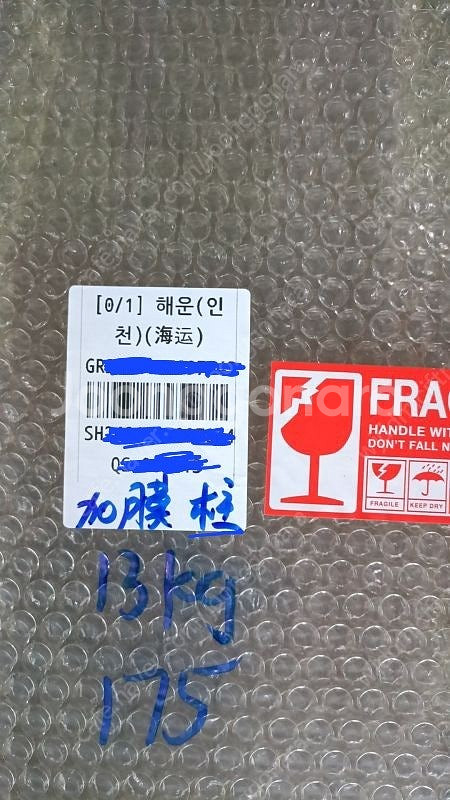 [0/1] 해운(인
천)(海运)
GR
SH
加膜 柱
13kg
175
FRA
HANDLE WIT
DON'T FALL N
FRAGILE
KEEP DRY